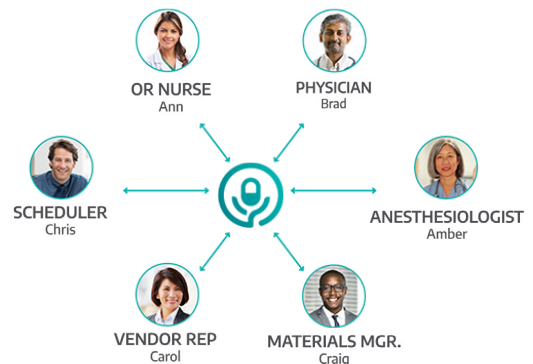 OR NURSE
Ann
PHYSICIAN
Brad
SCHEDULER
Chris
ANESTHESIOLOGIST
Amber
VENDOR REP
Carol
MATERIALS MGR.
Craig